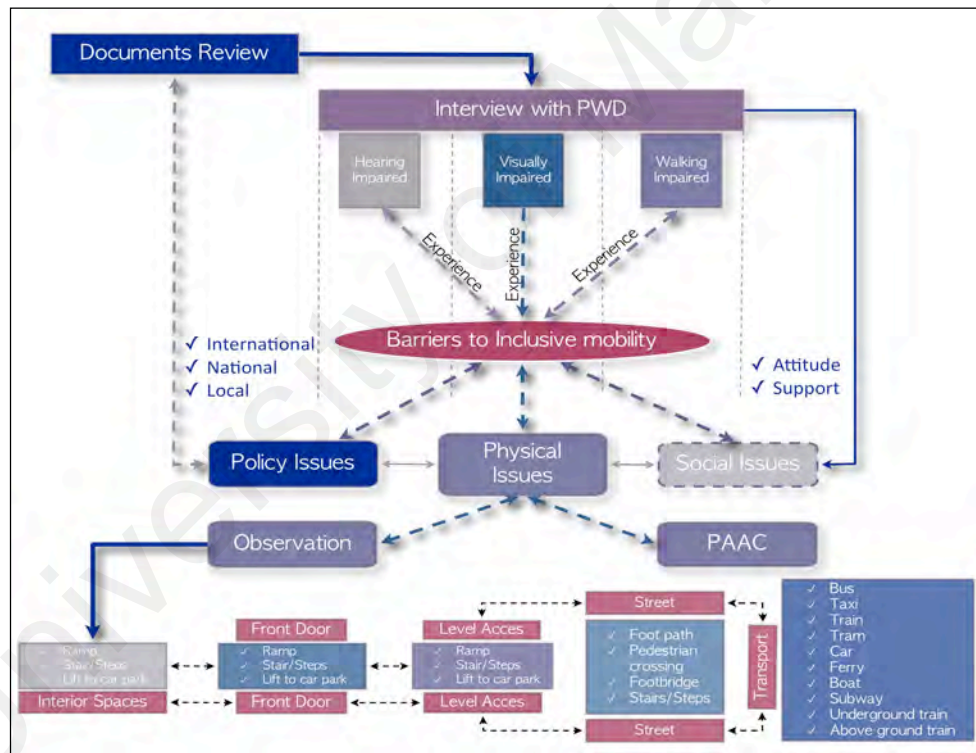 Documents Review
Interview with PWD
Hearing
Impaired
Visually
Impaired
Walking
Impaired
Experience
Experience
Experience
Barriers to Inclusive mobility
✓ International
✓ National
✓ Local
✓ Attitude
✓ Support
Policy Issues
Physical
Issues
Social Issues
Observation
PAAC
Front Door
Level Acces
Street
✓ Ramp
✓ Stair/Steps
✓ Lift to car park
✓ Ramp
✓ Stair/Steps
✓ Lift to car park
✓ Ramp
✓ Stair/Steps
✓ Lift to car park
✓ Foot path
✓ Pedestrian
crossing
✓ Footbridge
✓ Stairs/Steps
Transport
✓ Bus
✓ Taxi
✓ Train
✓ Tram
✓ Car
✓ Ferry
✓ Boat
✓ Subway
✓ Underground train
✓ Above ground train
Interior Spaces
Front Door
Level Acces
Street
University of Ma